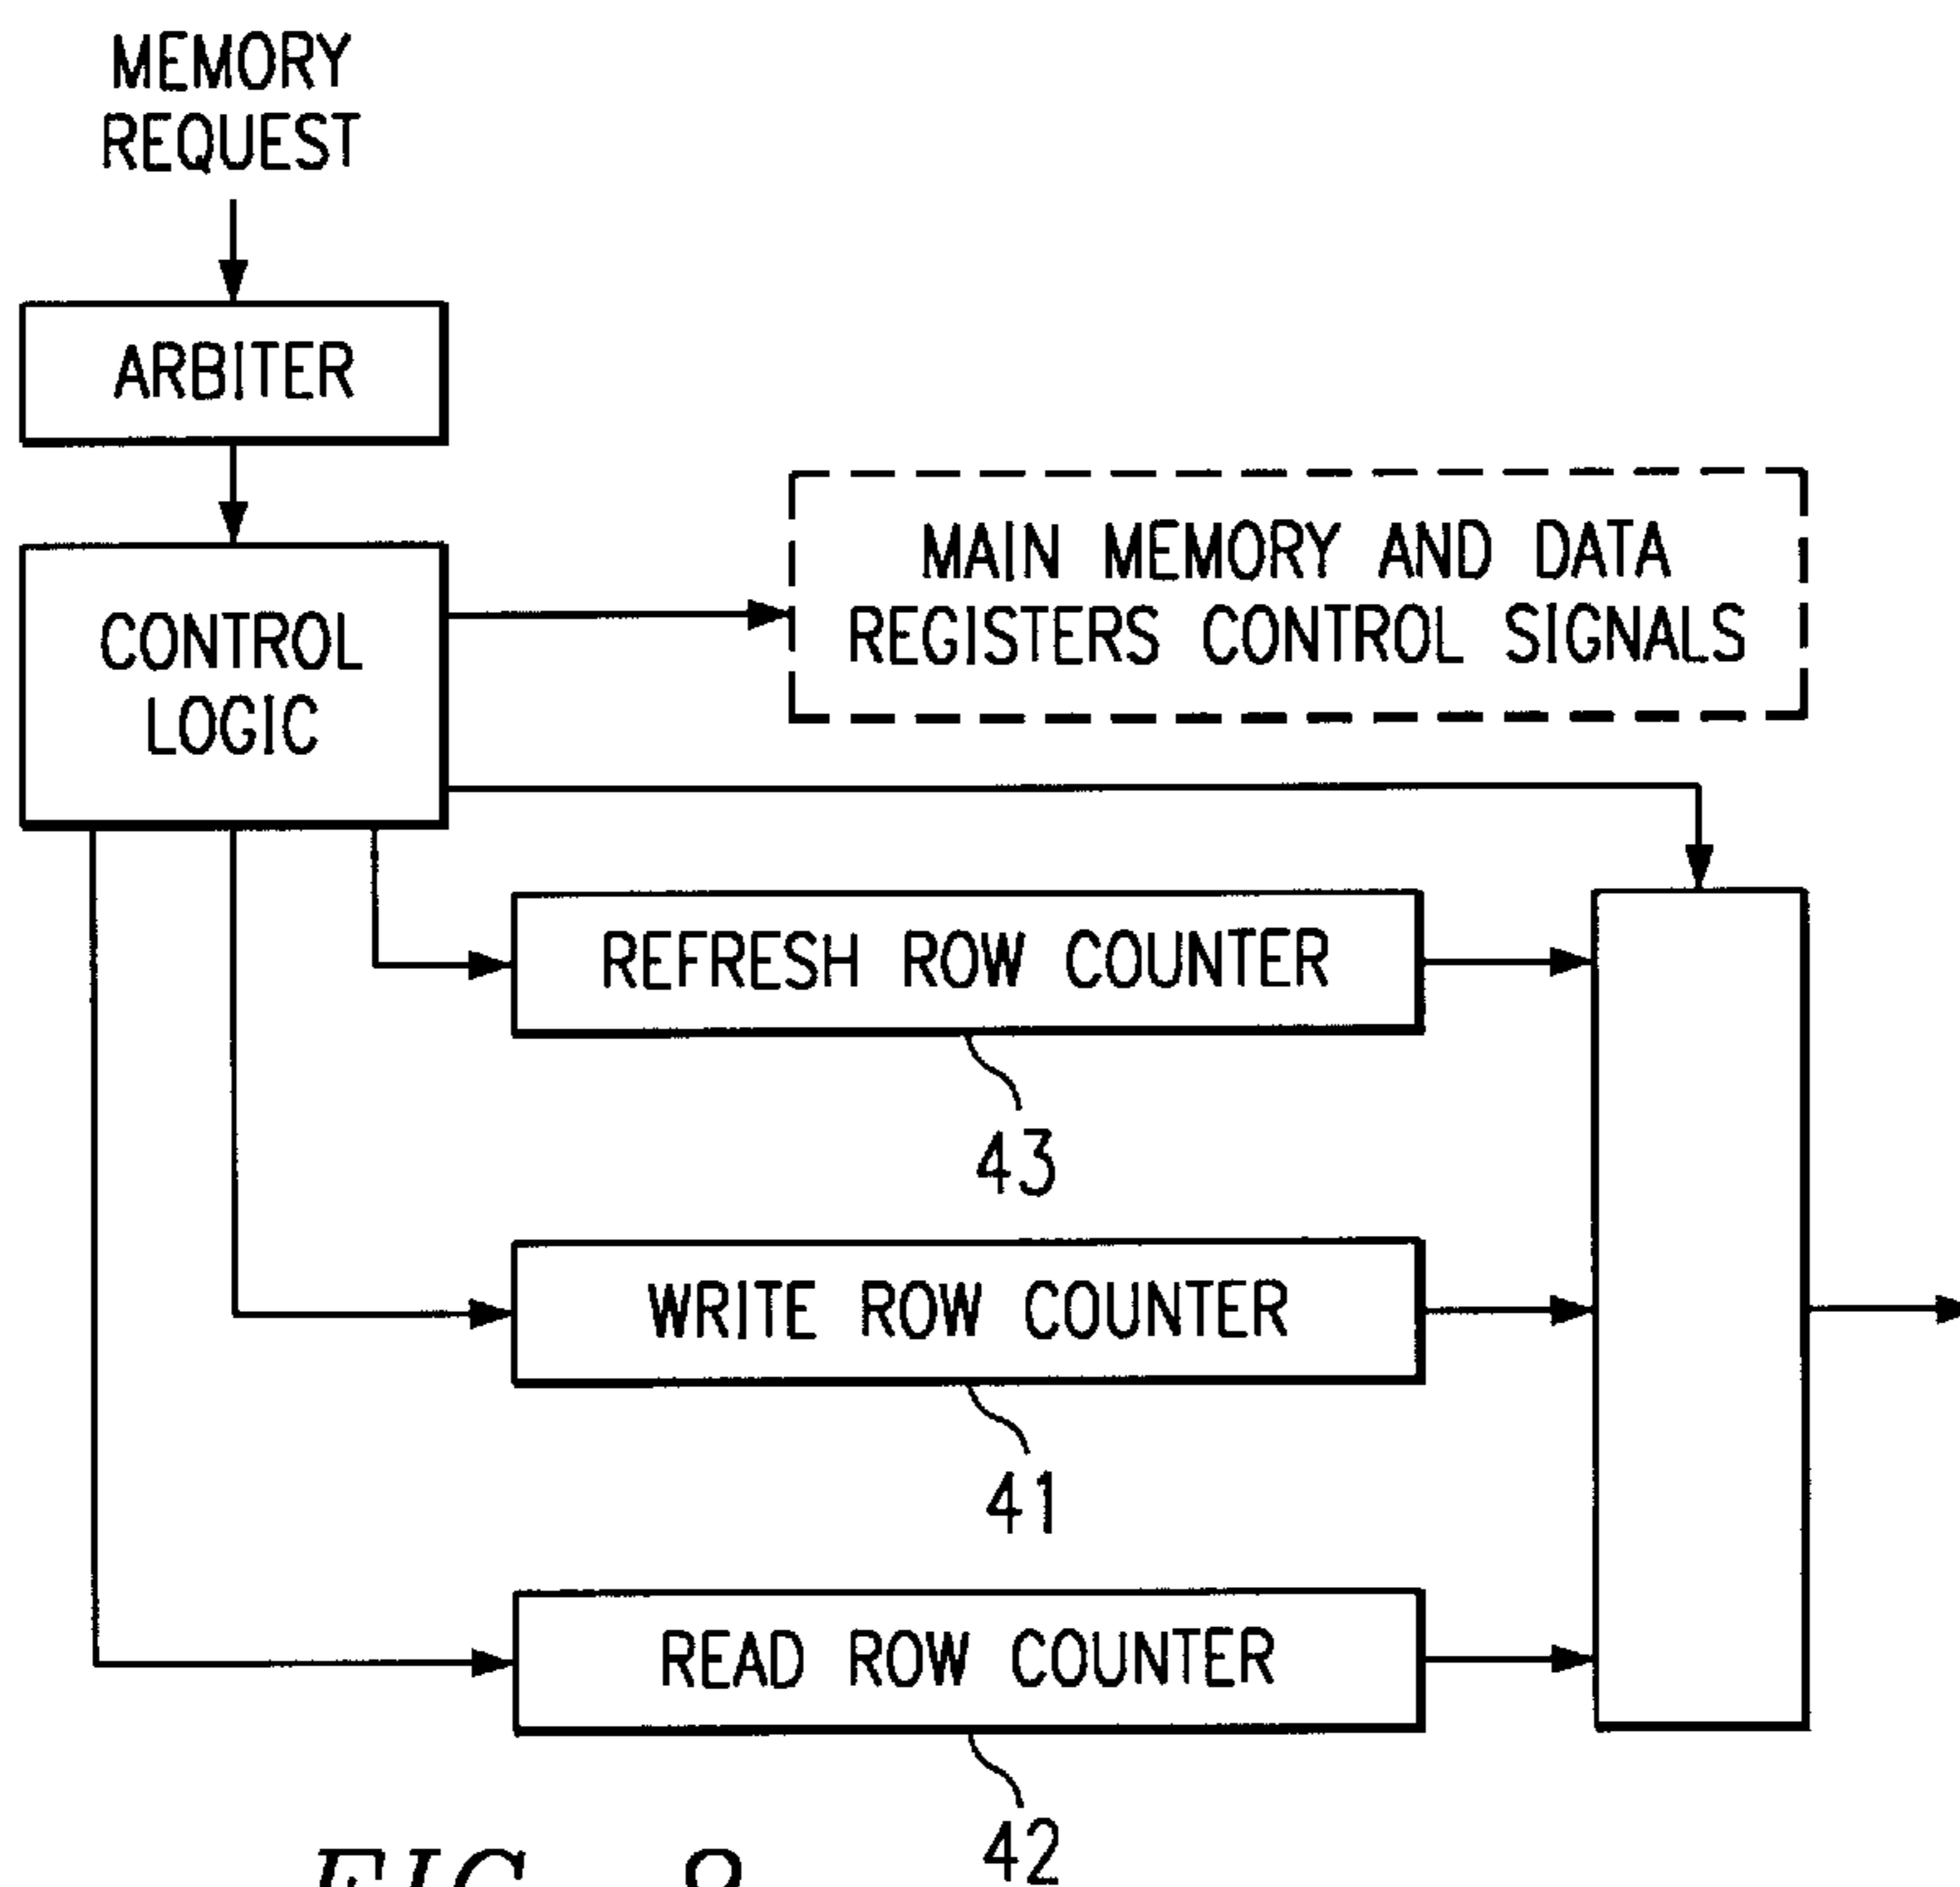 MEMORY
REQUEST
ARBITER
MAIN MEMORY AND DATA
REGISTERS CONTROL SIGNALS
CONTROL
LOGIC
REFRESH ROW COUNTER
43
WRITE ROW COUNTER
41
READ ROW COUNTER
42
FIG.